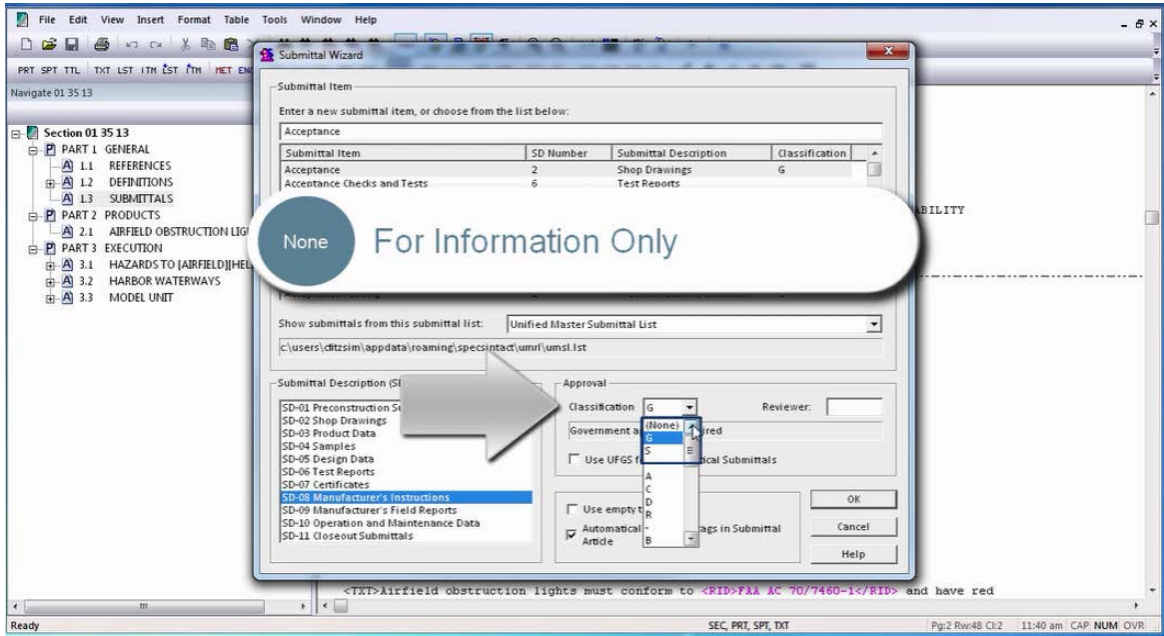 File Edit View Insert Format Table Tools Window Help
PRT SPT TTL TXT LST ITM LST ITM MET
Navigate 01 35 13
Section 01 35 13
PART 1 GENERAL
1.1 REFERENCES
1.2 DEFINITIONS
1.3 SUBMITTALS
PART 2 PRODUCTS
2.1 AIRFIELD OBSTRUCTION
PART 3 EXECUTION
3.1 HAZARDS TO [AIRFIELD][HEL
3.2 HARBOR WATERWAYS
3.3 MODEL UNIT
Submittal Wizard
Submittal Item
Enter a new submittal item, or choose from the list below:
Acceptance
Submittal Item SD Number Submittal Description Classification
Acceptance 2 Shop Drawings G
Acceptance Checks and Tests 6 Test Reports
None For Information Only
ABILITY
Show submittals from this submittal list: Unified Master Submittal List
c:\users\ditzsim\appdata\roaming\specsintact\umrl\umsl.lst
Submittal Description (S
SD-01 Preconstruction S
SD-02 Shop Drawings
SD-03 Product Data
SD-04 Samples
SD-05 Design Data
SD-06 Test Reports
SD-07 Certificates
SD-08 Manufacturer's Instructions
SD-09 Manufacturer's Field Reports
SD-10 Operation and Maintenance Data
SD-11 Closeout Submittals
Approval
Classification G Reviewer:
Government a ired
Use UFGS f ical Submittals
(None)
G
S
A
C
D
R
-
B
Use empty t
Automatical tags in Submittal
Article
OK
Cancel
Help
<TXT>Airfield obstruction lights must conform to <RID>FAA AC 70/7460-1</RID> and have red
Ready SEC, PRT, SPT, TXT Pg:2 Rw:48 Cl:2 11:40 am CAP NUM OVR